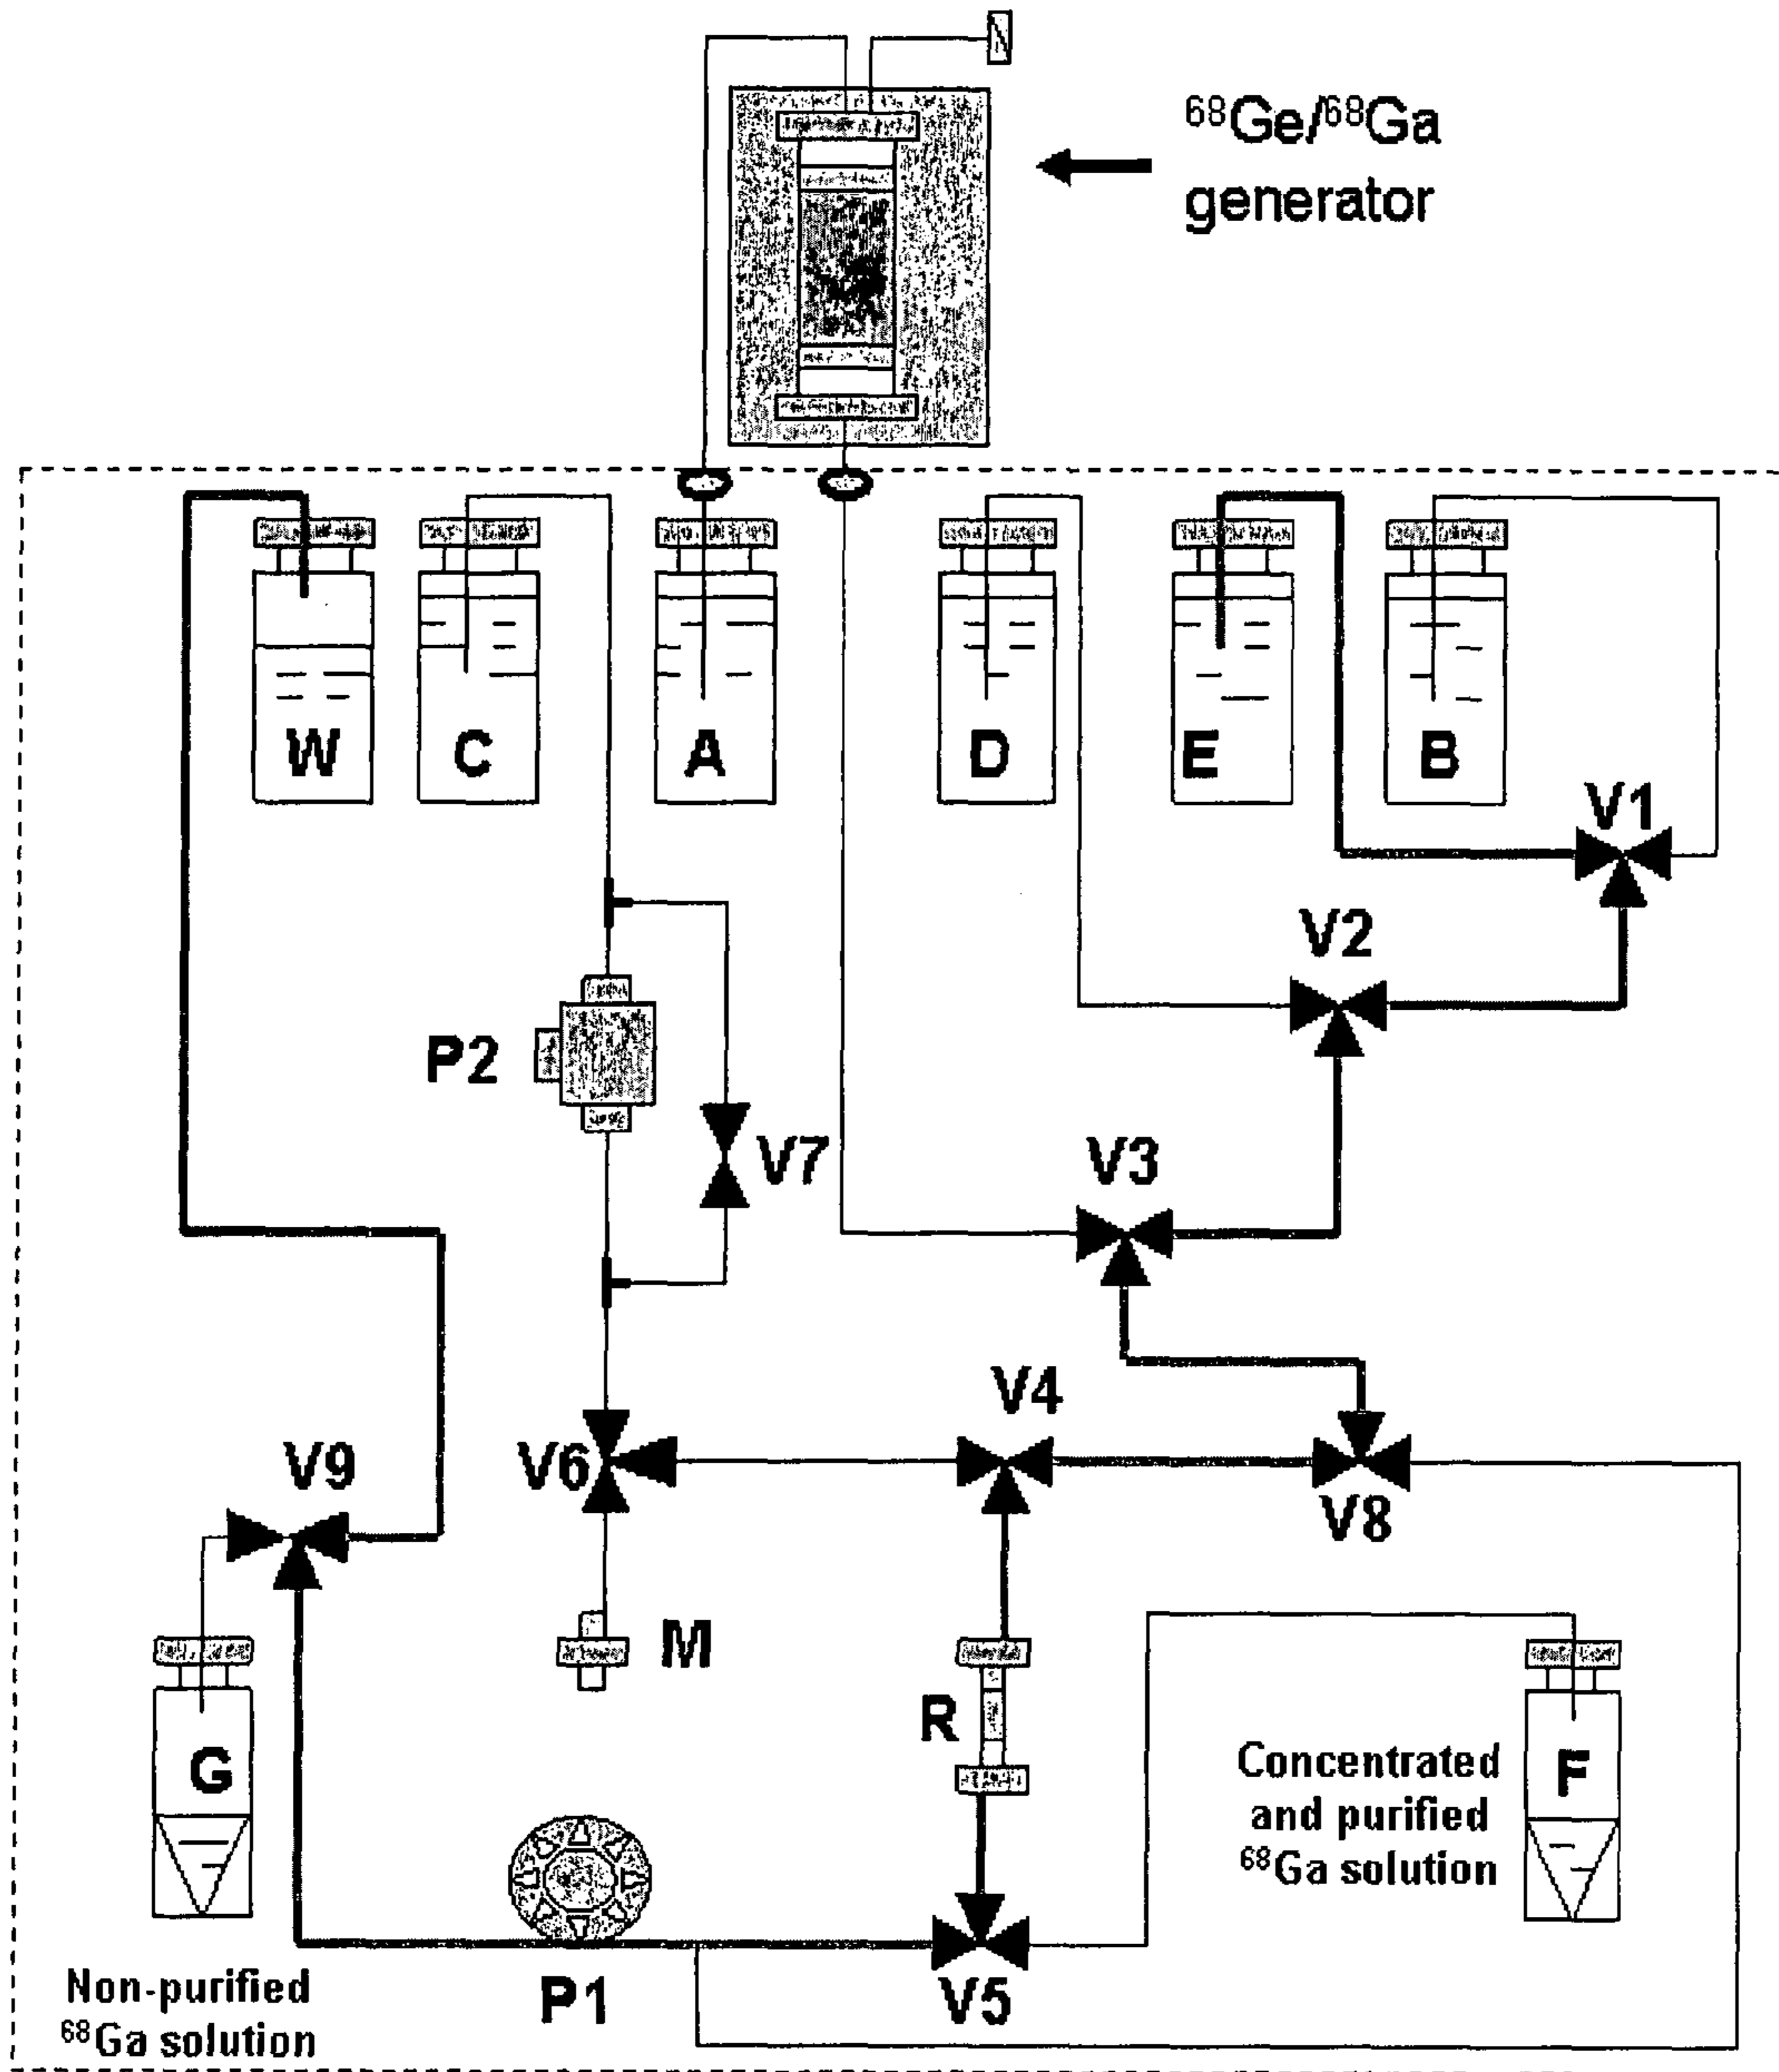 ⁶⁸Ge/⁶⁸Ga
generator
W
C
A
D
E
B
V1
V2
P2
V7
V3
V4
V9
V6
V8
M
R
G
Concentrated
and purified
⁶⁸Ga solution
F
Non-purified
⁶⁸Ga solution
P1
V5